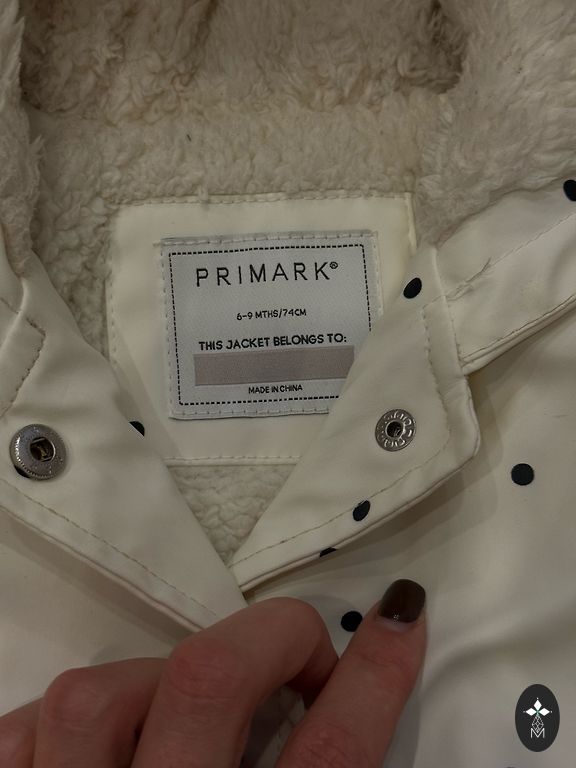 PRIMARK®
6-9 MTHS/74CM
THIS JACKET BELONGS TO:
MADE IN CHINA
M